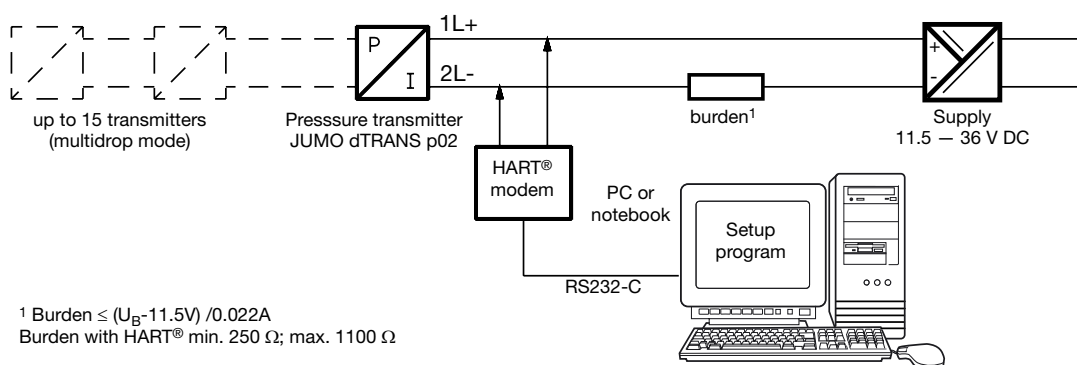 1L+
P
I
2L-
+
-
up to 15 transmitters
(multidrop mode)
Presssure transmitter
JUMO dTRANS p02
burden¹
Supply
11.5 — 36 V DC
HART®
modem
PC or
notebook
Setup
program
RS232-C
¹ Burden ≤ (U_B-11.5V) /0.022A
Burden with HART® min. 250 Ω; max. 1100 Ω